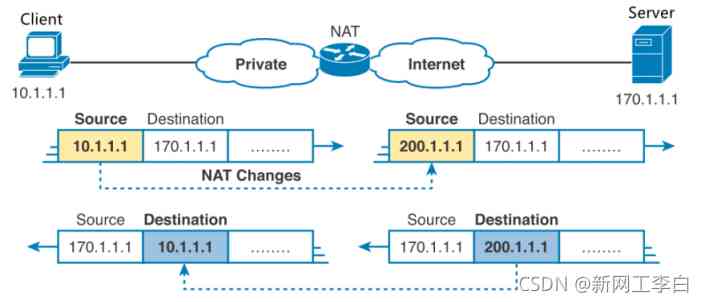 Client
Server
NAT
Private
Internet
10.1.1.1
170.1.1.1
Source Destination
Source Destination
10.1.1.1 170.1.1.1 ........
200.1.1.1 170.1.1.1 ........
NAT Changes
Source Destination
Source Destination
170.1.1.1 10.1.1.1 ........
170.1.1.1 200.1.1.1 ........
CSDN @新网工李白